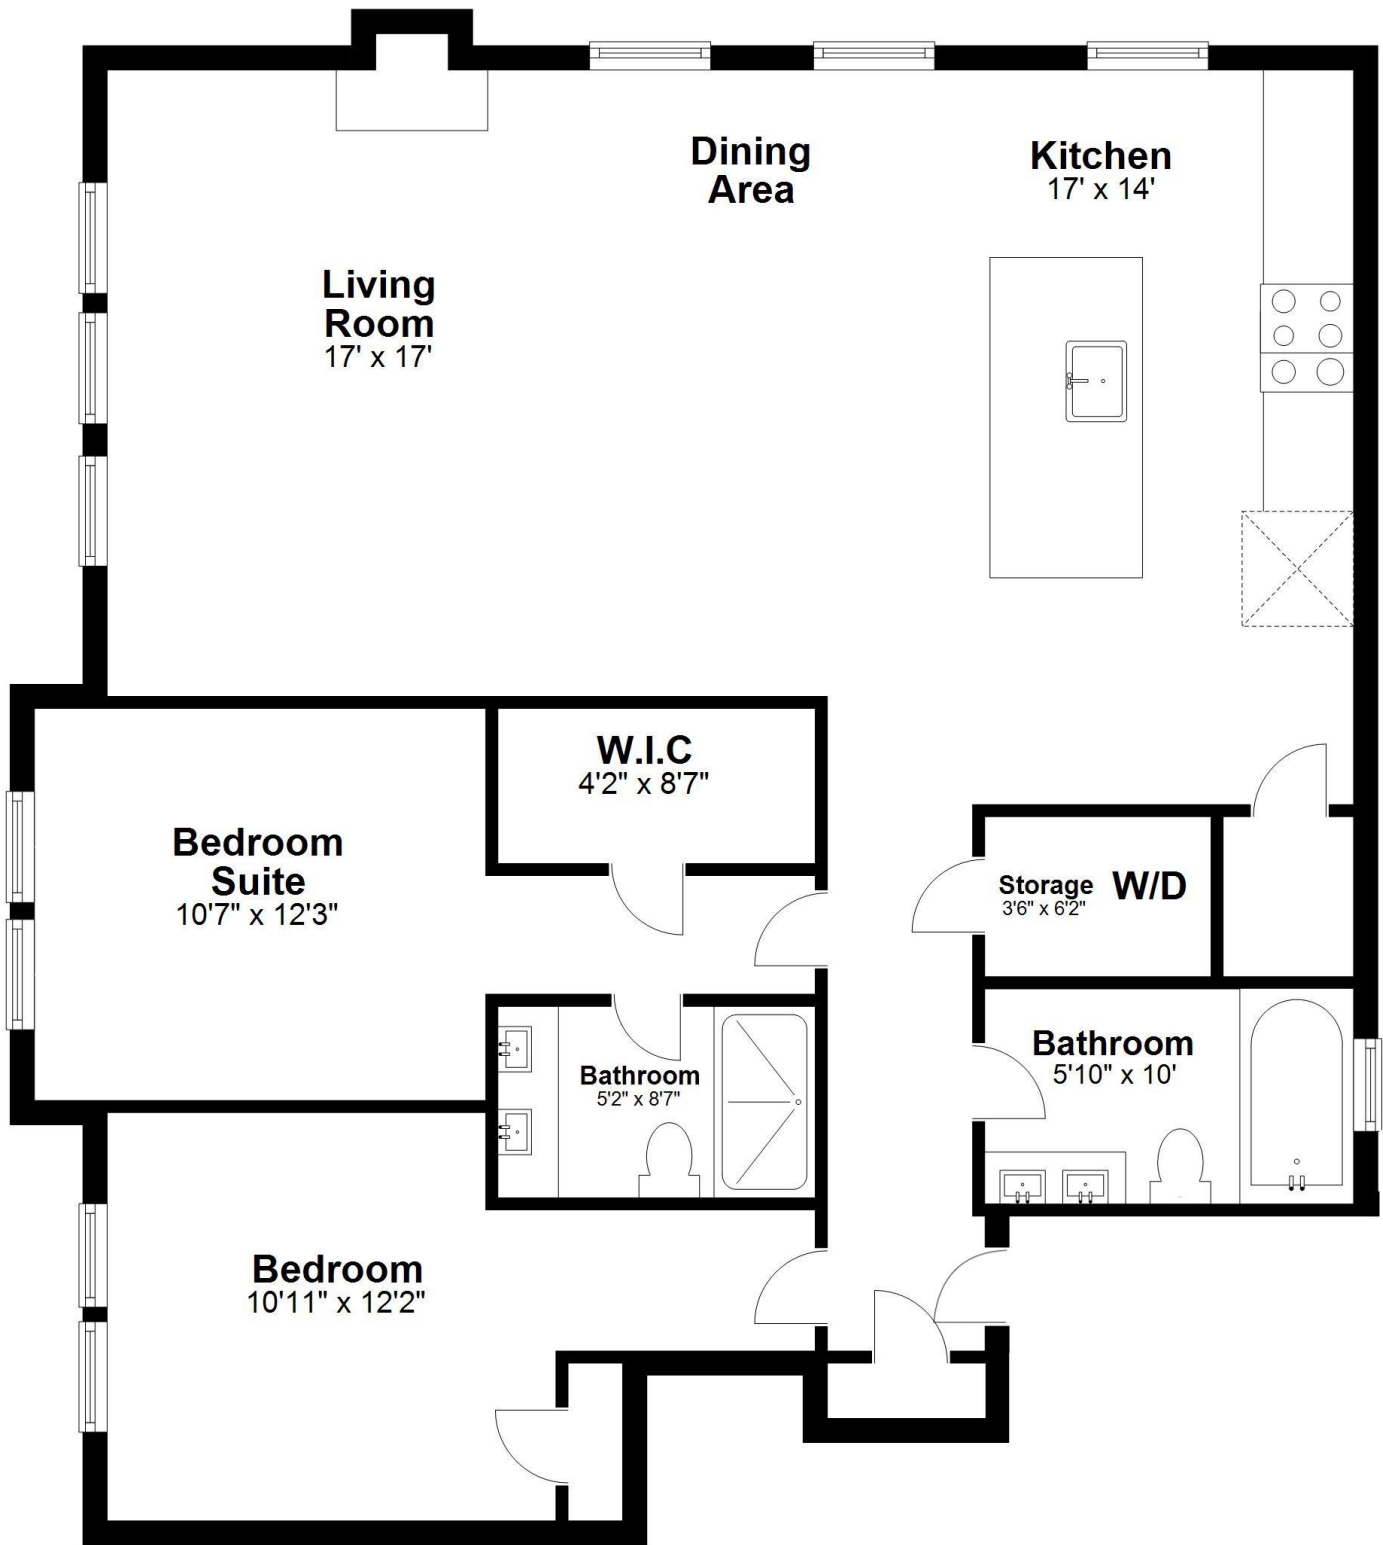 Dining
Area
Kitchen
17' x 14'
Living
Room
17' x 17'
W.I.C
4'2" x 8'7"
Bedroom
Suite
10'7" x 12'3"
Storage
3'6" x 6'2"
W/D
Bathroom
5'10" x 10'
Bathroom
5'2" x 8'7"
Bedroom
10'11" x 12'2"